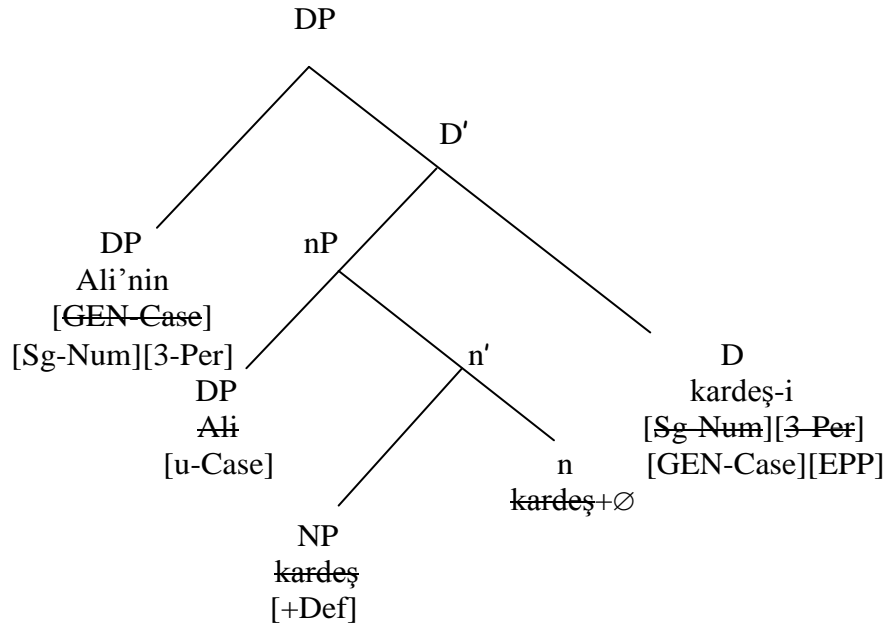 DP
D′
DP
Ali’nin
[GEN-Case]
[Sg-Num][3-Per]
nP
DP
Ali
[u-Case]
n′
D
kardeş-i
[Sg-Num][3-Per]
[GEN-Case][EPP]
n
kardeş+∅
NP
kardeş
[+Def]